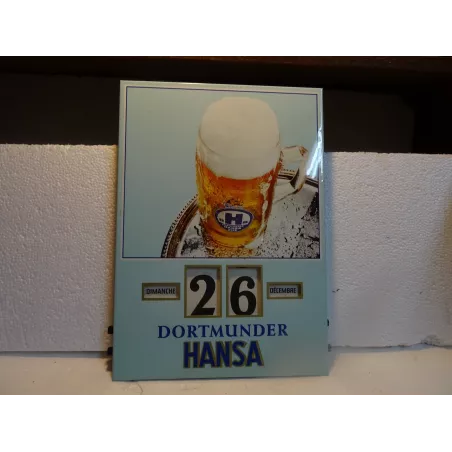 H
DIMANCHE 26 DÉCEMBRE
DORTMUNDER
HANSA